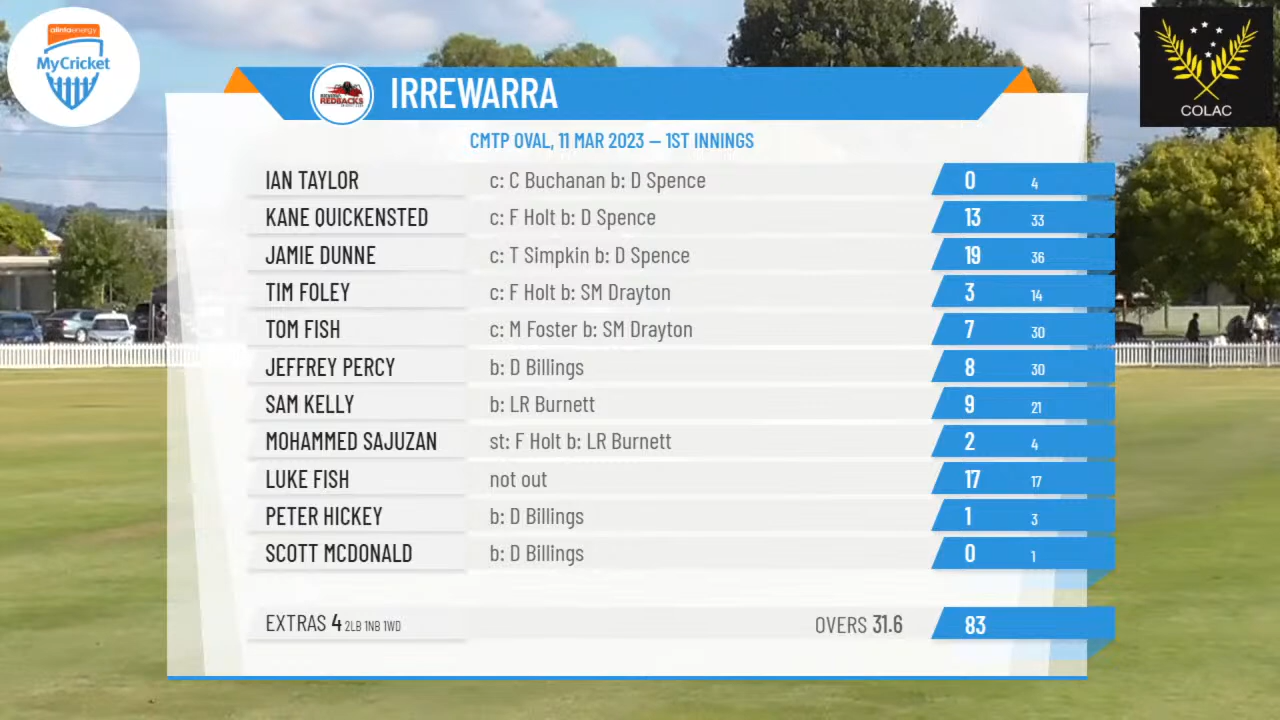 alintaenergy
MyCricket
COLAC
REDBACKS
IRREWARRA
CMTP OVAL, 11 MAR 2023 – 1ST INNINGS
IAN TAYLOR c: C Buchanan b: D Spence 0 4
KANE QUICKENSTED c: F Holt b: D Spence 13 33
JAMIE DUNNE c: T Simpkin b: D Spence 19 36
TIM FOLEY c: F Holt b: SM Drayton 3 14
TOM FISH c: M Foster b: SM Drayton 7 30
JEFFREY PERCY b: D Billings 8 30
SAM KELLY b: LR Burnett 9 21
MOHAMMED SAJUZAN st: F Holt b: LR Burnett 2 4
LUKE FISH not out 17 17
PETER HICKEY b: D Billings 1 3
SCOTT MCDONALD b: D Billings 0 1
EXTRAS 4 2LB 1NB 1WD OVERS 31.6 83